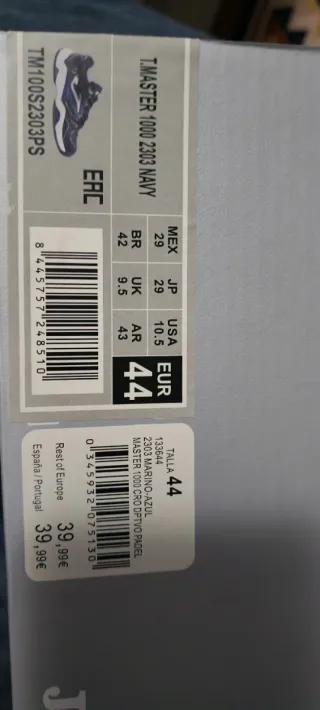 T.MASTER 1000 2303 NAVY
TM100S2303PS
EAC
MEX JP USA EUR
29 29 10.5 44
BR UK AR
42 9.5 43
8 445757 248510
TALLA 44
133644
2303 MARINO-AZUL
MASTER 1000 CRO DPTVO PADEL
0 345932 075130
Rest of Europe 39,99€
España / Portugal 39,99€
J